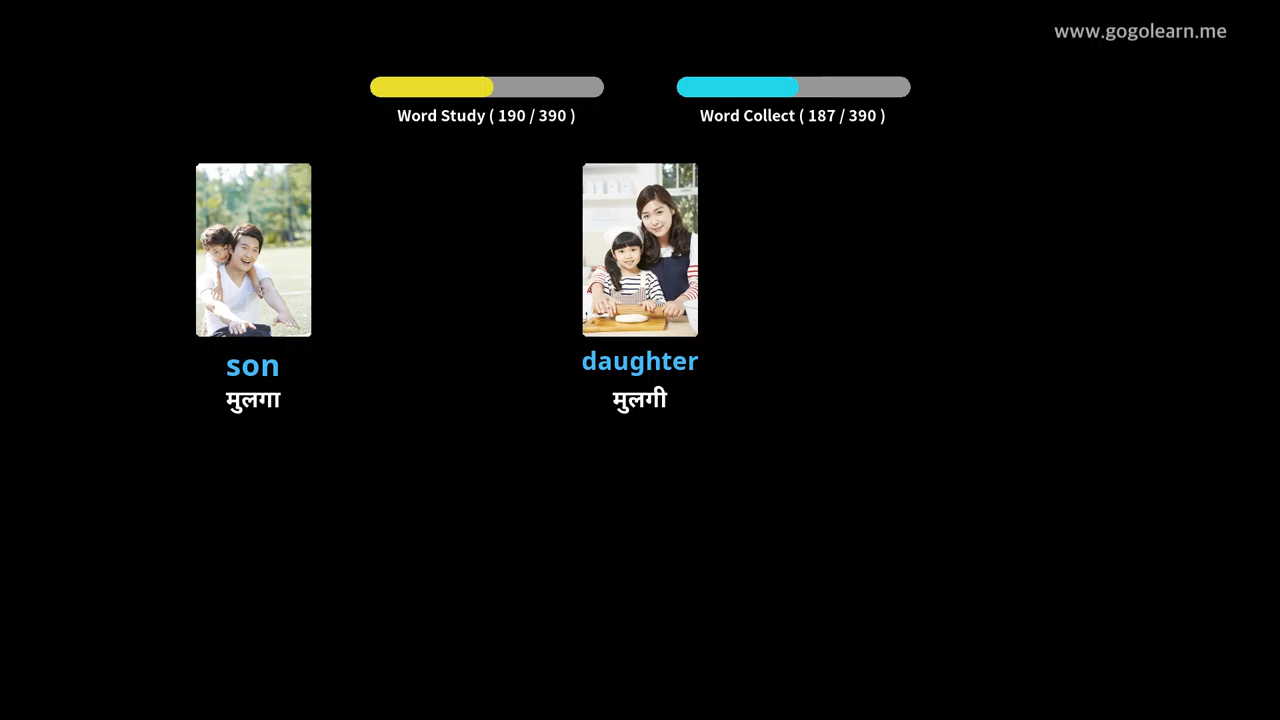 www.gogolearn.me
Word Study ( 190 / 390 )
Word Collect ( 187 / 390 )
son
daughter
मुलगा
मुलगी